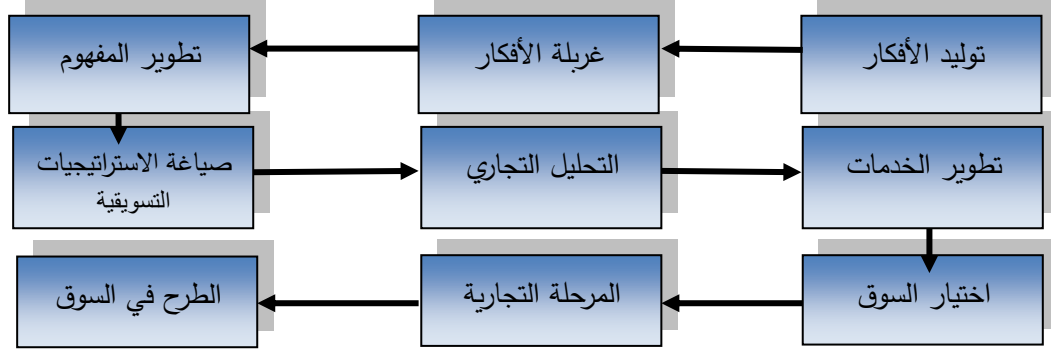 توليد الأفكار
غربلة الأفكار
تطوير المفهوم
صياغة الاستراتيجيات
التسويقية
التحليل التجاري
تطوير الخدمات
اختيار السوق
المرحلة التجارية
الطرح في السوق